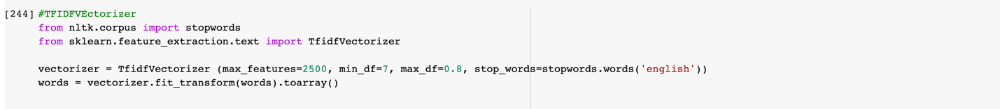 [244] #TFIDFVEctorizer
from nltk.corpus import stopwords
from sklearn.feature_extraction.text import TfidfVectorizer
vectorizer = TfidfVectorizer (max_features=2500, min_df=7, max_df=0.8, stop_words=stopwords.words('english'))
words = vectorizer.fit_transform(words).toarray()